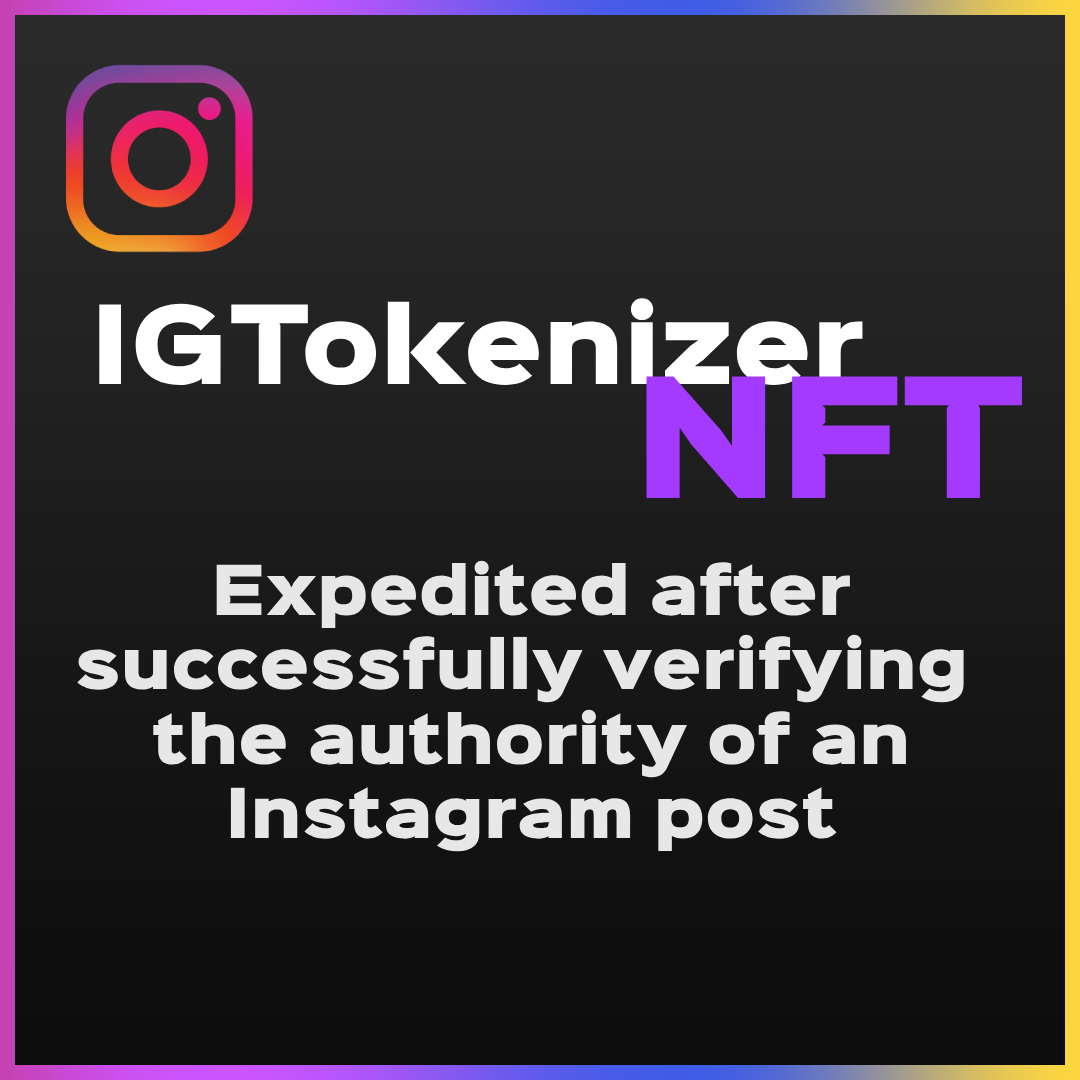 IGTokenizer
NFT
Expedited after
successfully verifying
the authority of an
Instagram post